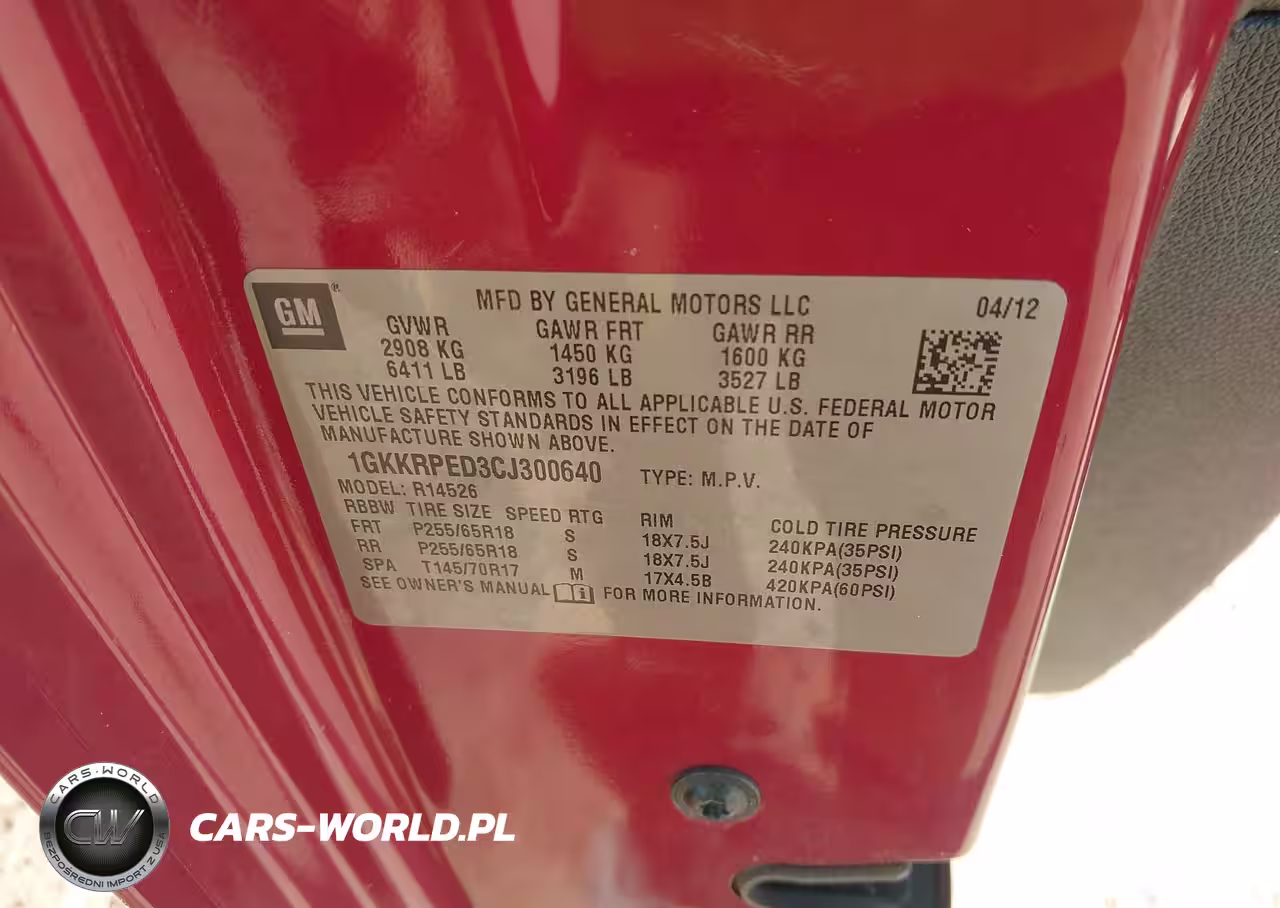 GM
MFD BY GENERAL MOTORS LLC 04/12
GVWR GAWR FRT GAWR RR
2908 KG 1450 KG 1600 KG
6411 LB 3196 LB 3527 LB
THIS VEHICLE CONFORMS TO ALL APPLICABLE U.S. FEDERAL MOTOR
VEHICLE SAFETY STANDARDS IN EFFECT ON THE DATE OF
MANUFACTURE SHOWN ABOVE.
1GKKRPED3CJ300640 TYPE: M.P.V.
MODEL: R14526
RBBW TIRE SIZE SPEED RTG RIM COLD TIRE PRESSURE
FRT P255/65R18 S 18X7.5J 240KPA(35PSI)
RR P255/65R18 S 18X7.5J 240KPA(35PSI)
SPA T145/70R17 M 17X4.5B 420KPA(60PSI)
SEE OWNER'S MANUAL FOR MORE INFORMATION.
CARS-WORLD
CW
BEZPOŚREDNI IMPORT Z USA
CARS-WORLD.PL